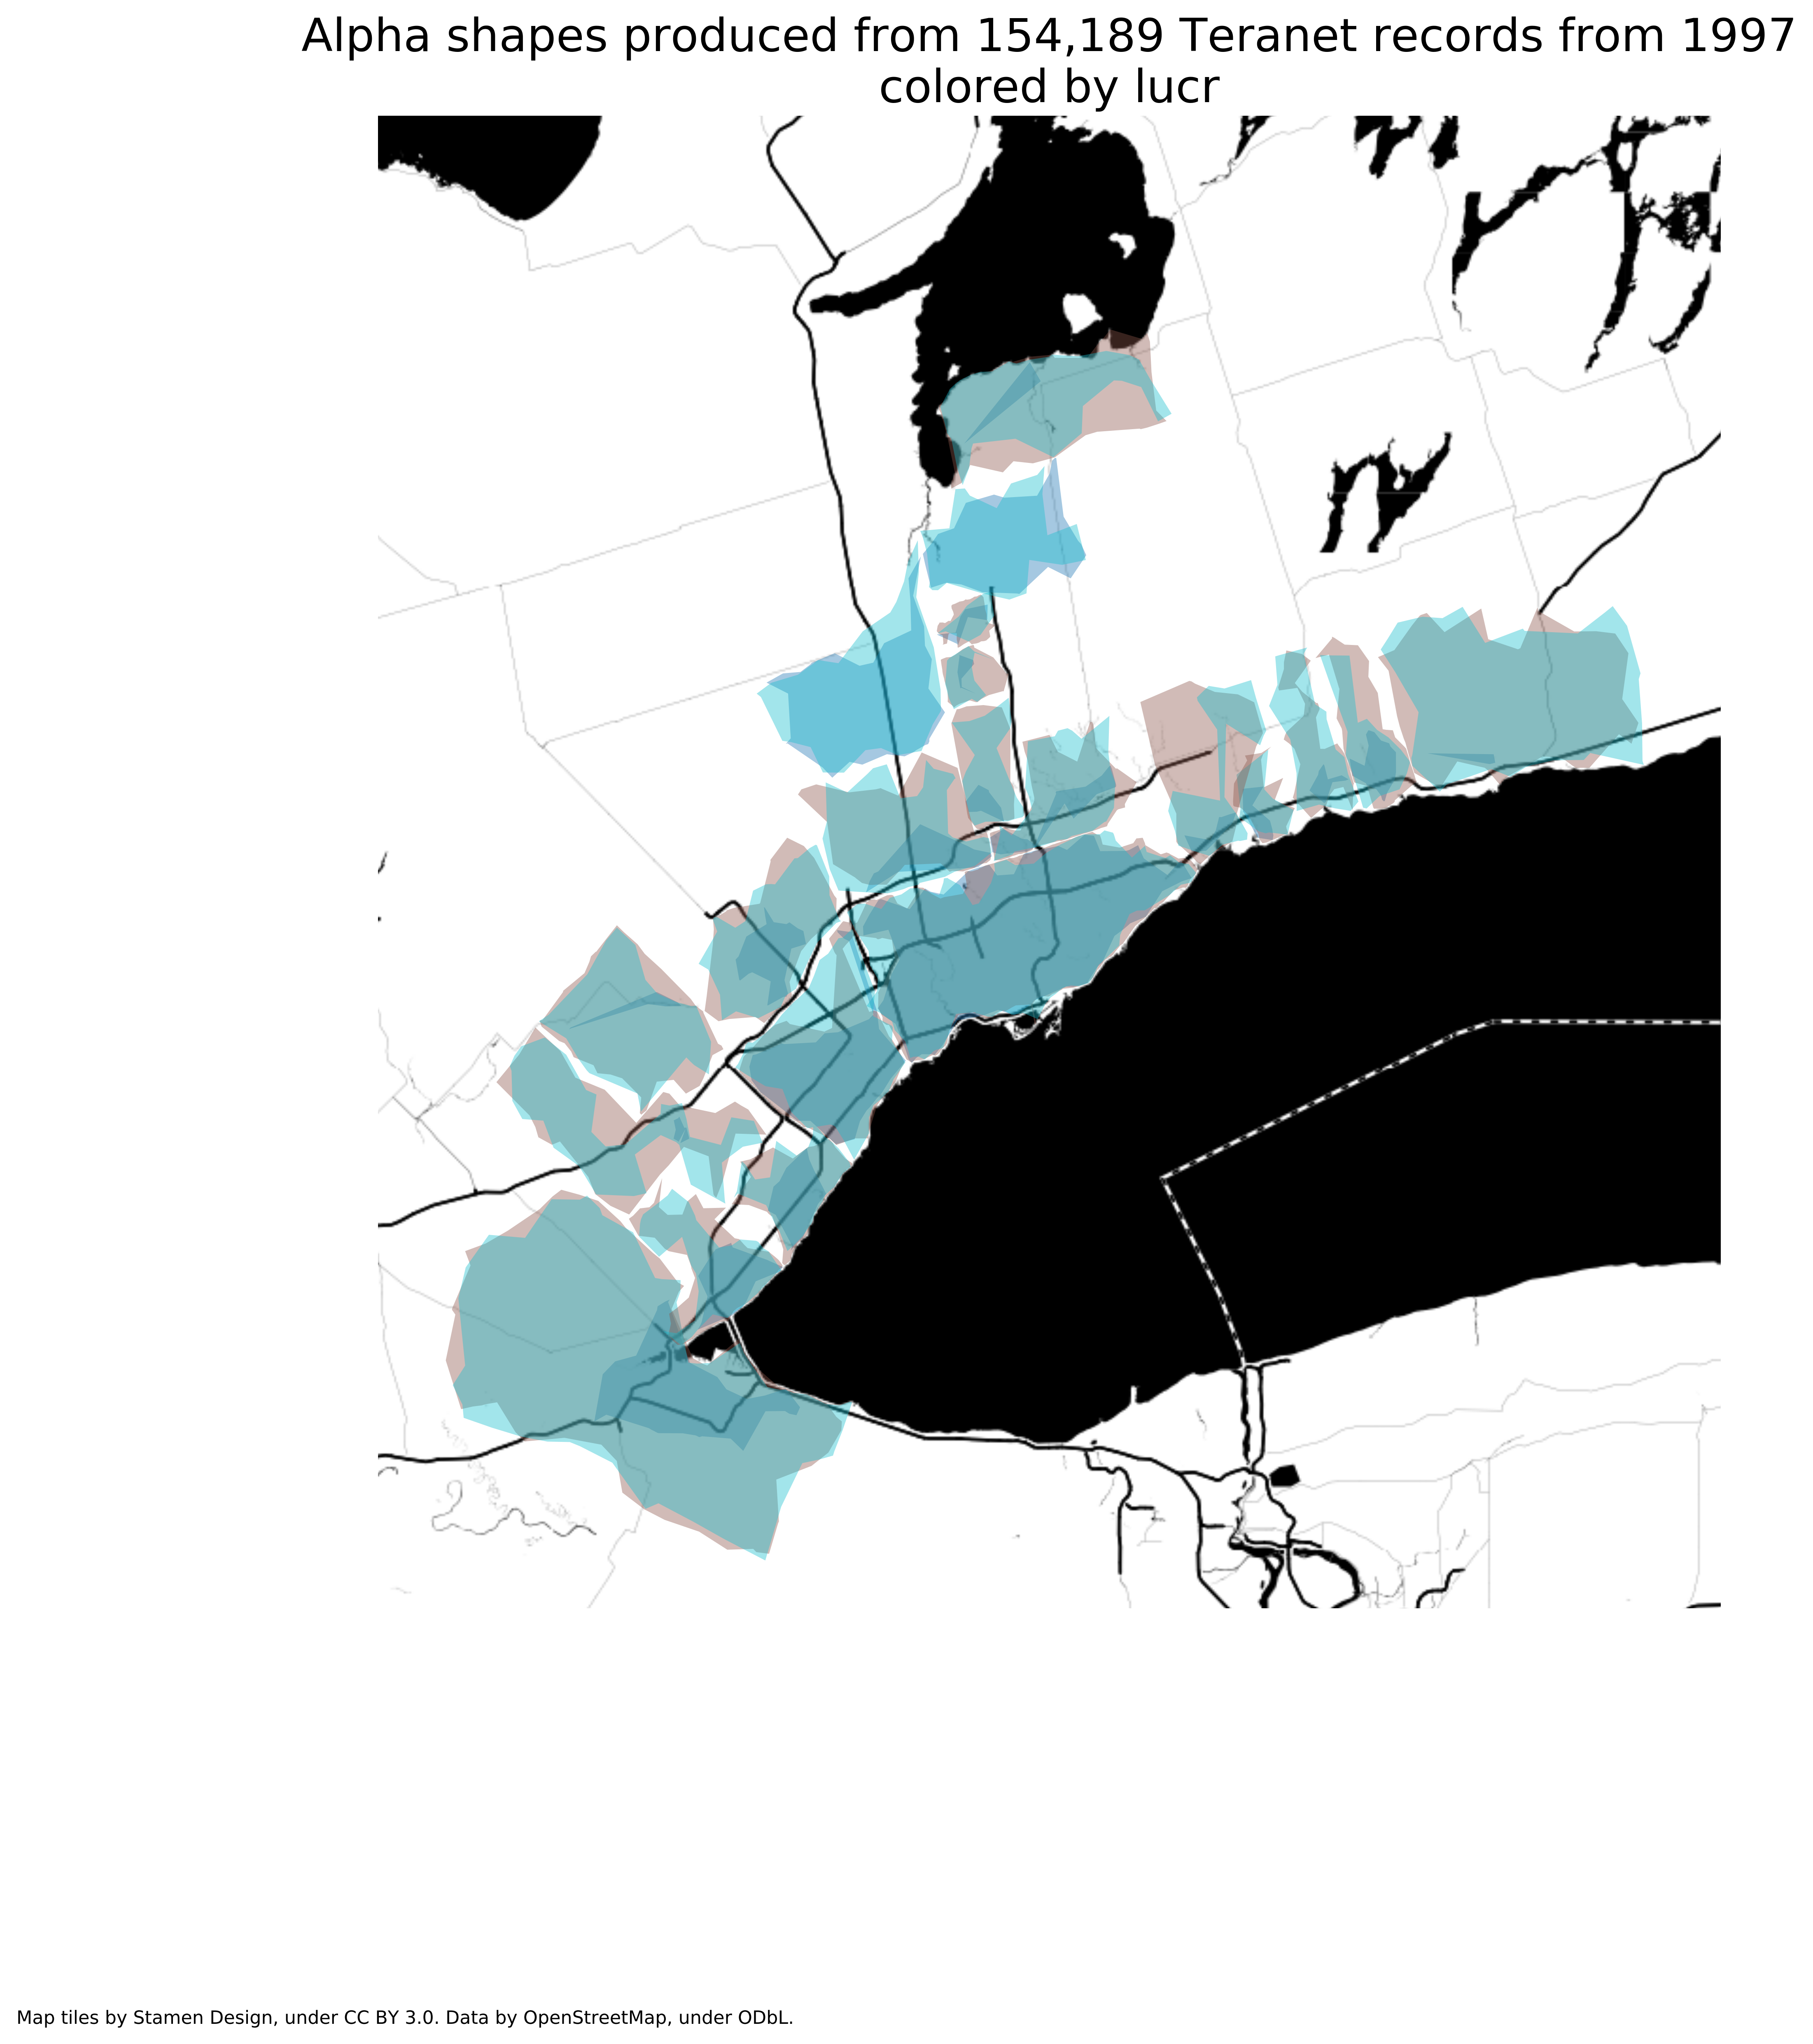 Alpha shapes produced from 154,189 Teranet records from 1997
colored by lucr
Map tiles by Stamen Design, under CC BY 3.0. Data by OpenStreetMap, under ODbL.